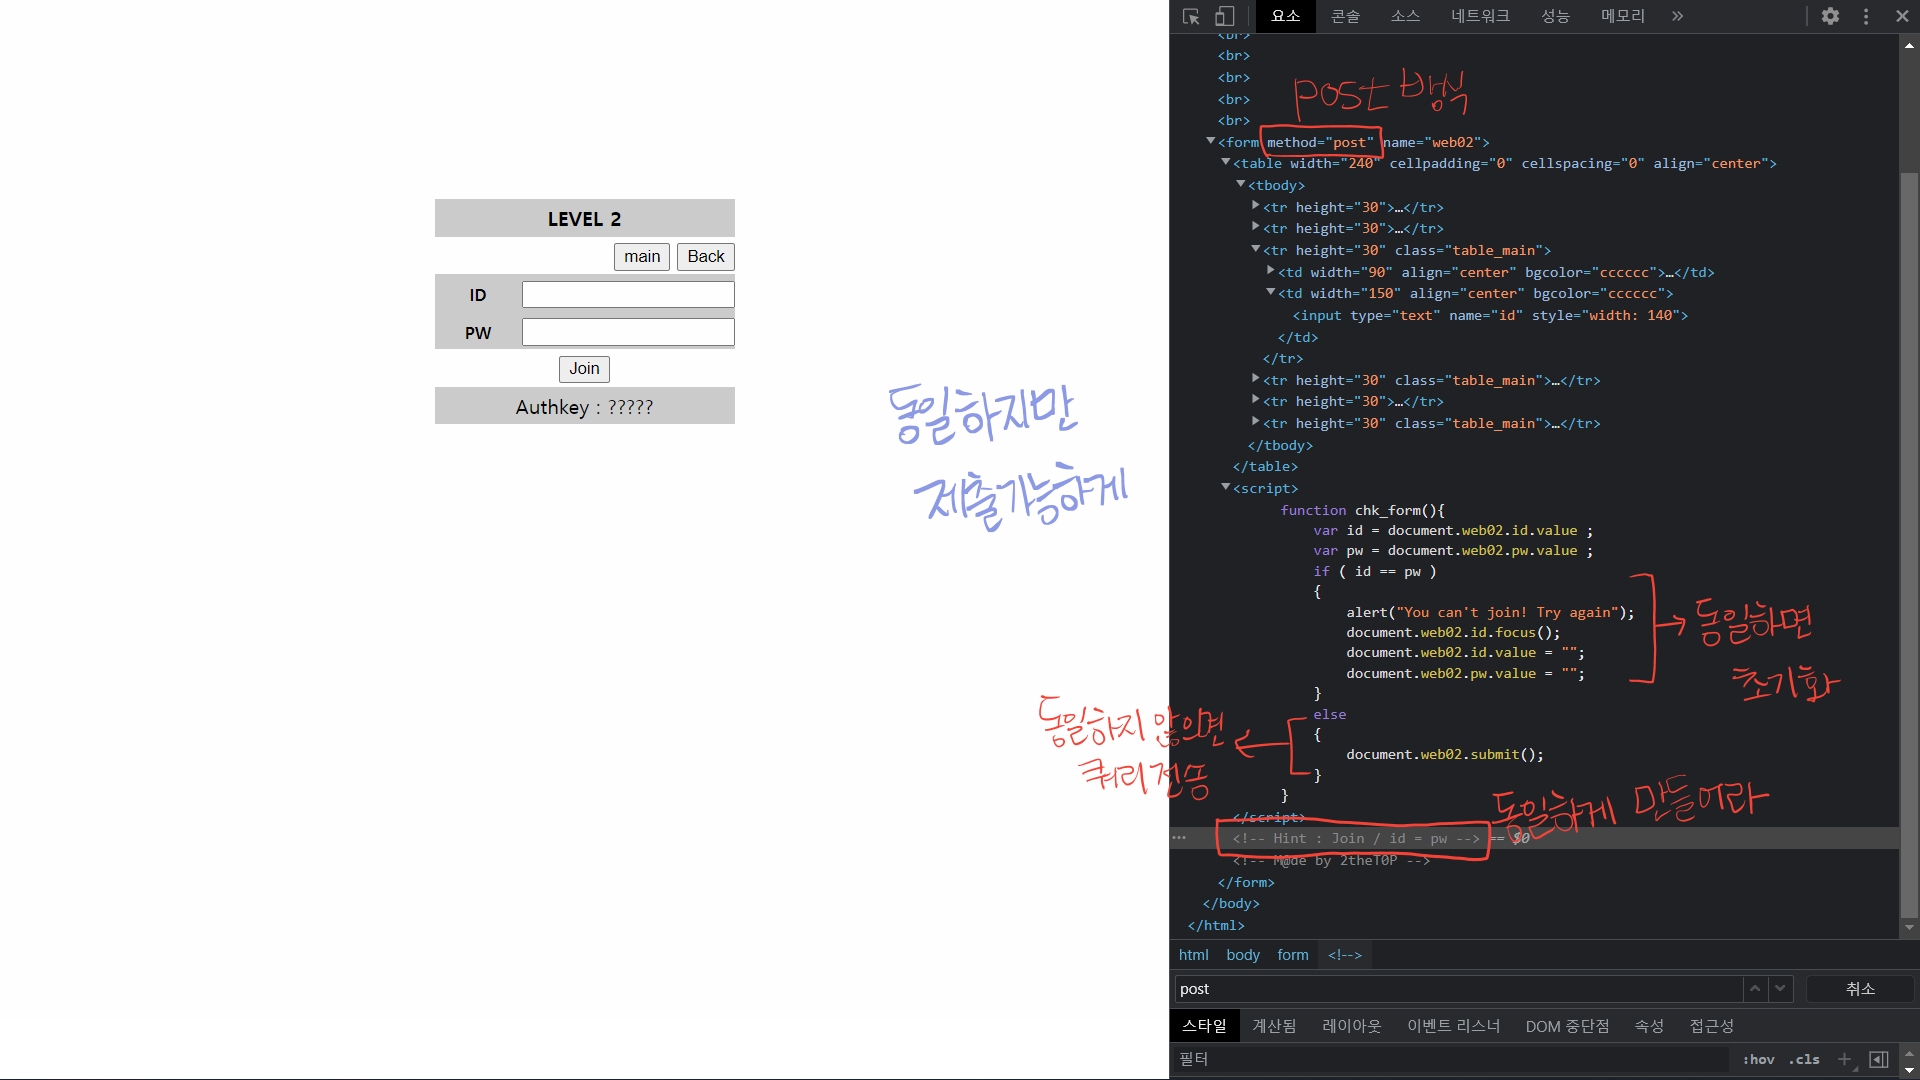 LEVEL 2
main Back
ID
PW
Join
Authkey : ?????
동일하지만
제출가능하게
요소 콘솔 소스 네트워크 성능 메모리 »
<br>
<br>
<br>
<br>
<br>
post 방식
<form method="post" name="web02">
<table width="240" cellpadding="0" cellspacing="0" align="center">
<tbody>
<tr height="30">…</tr>
<tr height="30">…</tr>
<tr height="30" class="table_main">
<td width="90" align="center" bgcolor="cccccc">…</td>
<td width="150" align="center" bgcolor="cccccc">
<input type="text" name="id" style="width: 140">
</td>
</tr>
<tr height="30" class="table_main">…</tr>
<tr height="30">…</tr>
<tr height="30" class="table_main">…</tr>
</tbody>
</table>
<script>
function chk_form(){
var id = document.web02.id.value ;
var pw = document.web02.pw.value ;
if ( id == pw )
{
alert("You can't join! Try again");
document.web02.id.focus();
document.web02.id.value = "";
document.web02.pw.value = "";
}
동일하면
초기화
else
{
document.web02.submit();
}
}
동일하지 않으면
쿼리 전송
</script>
동일하게 만들어라
<!-- Hint : Join / id = pw --> == $0
<!-- M@de by 2theT0P -->
</form>
</body>
</html>
html body form <!-->
post 취소
스타일 계산됨 레이아웃 이벤트 리스너 DOM 중단점 속성 접근성
필터 :hov .cls +